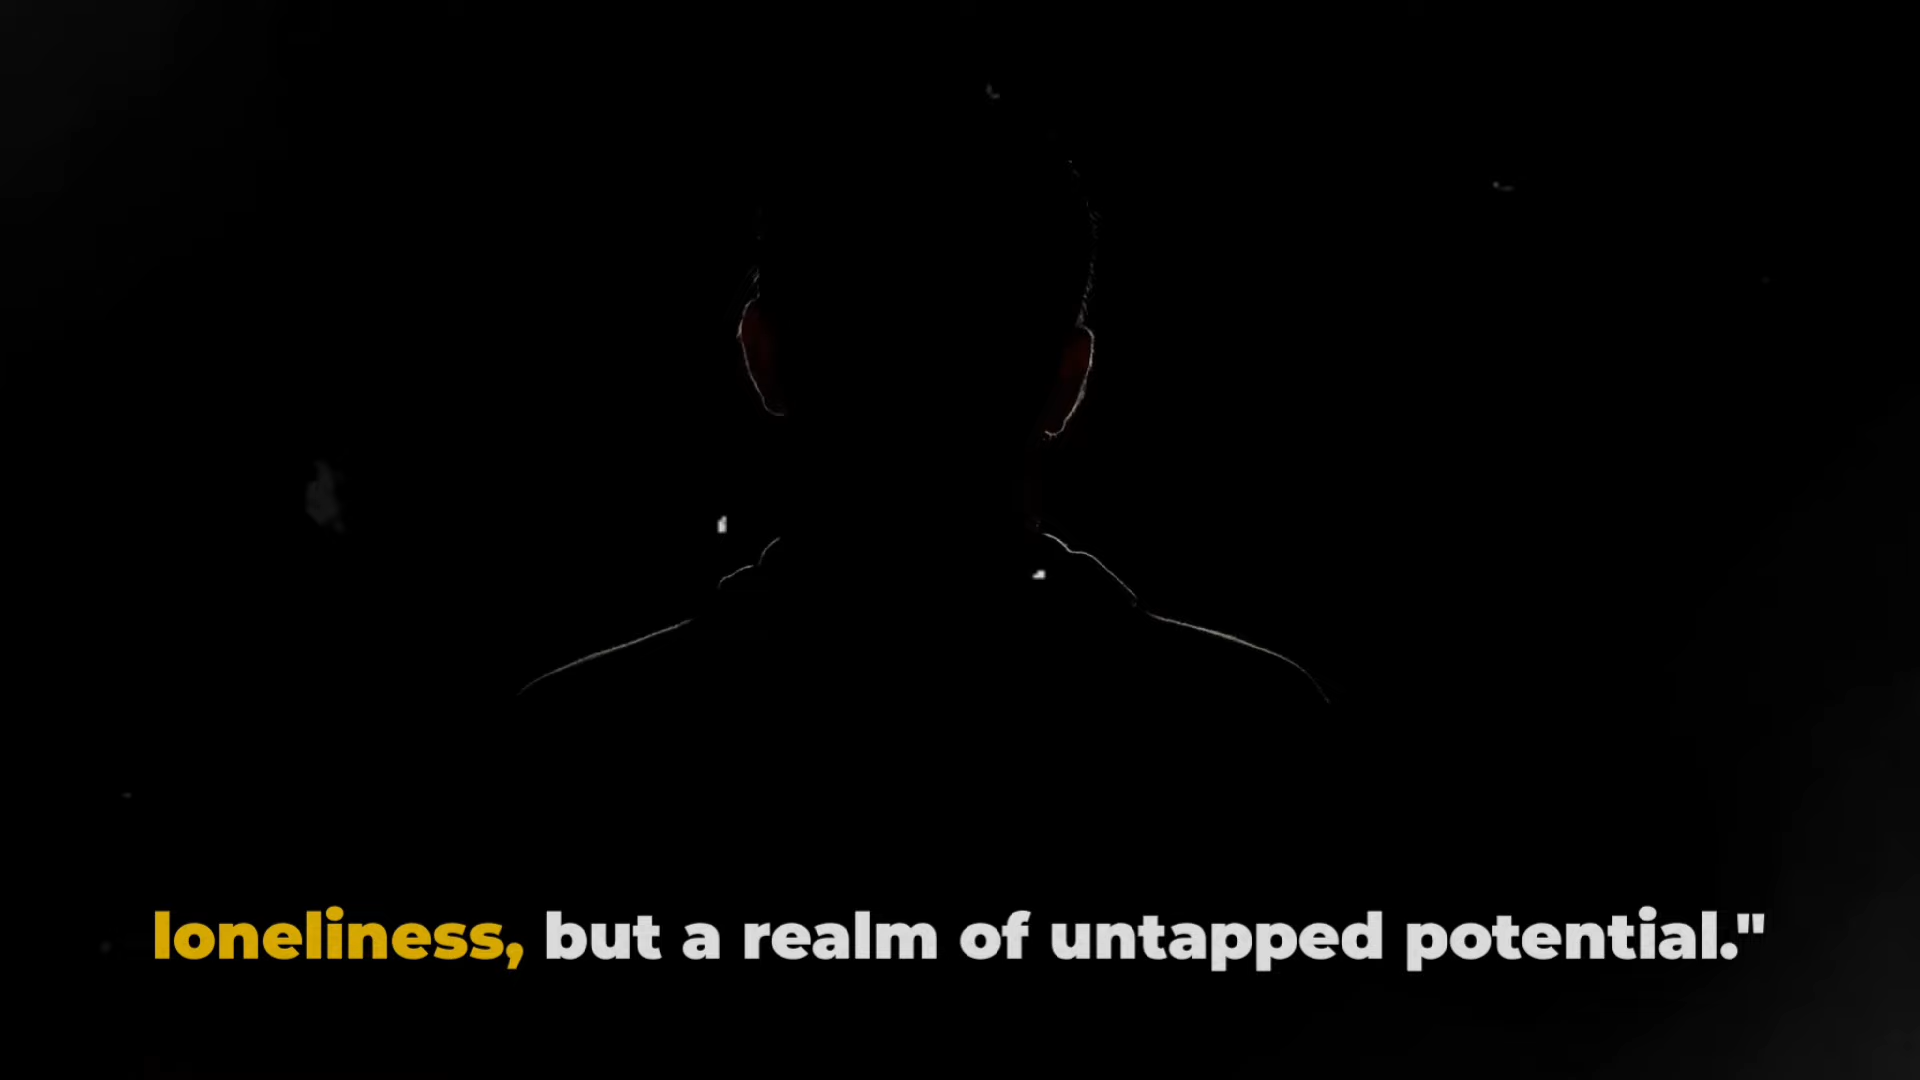 loneliness, but a realm of untapped potential."